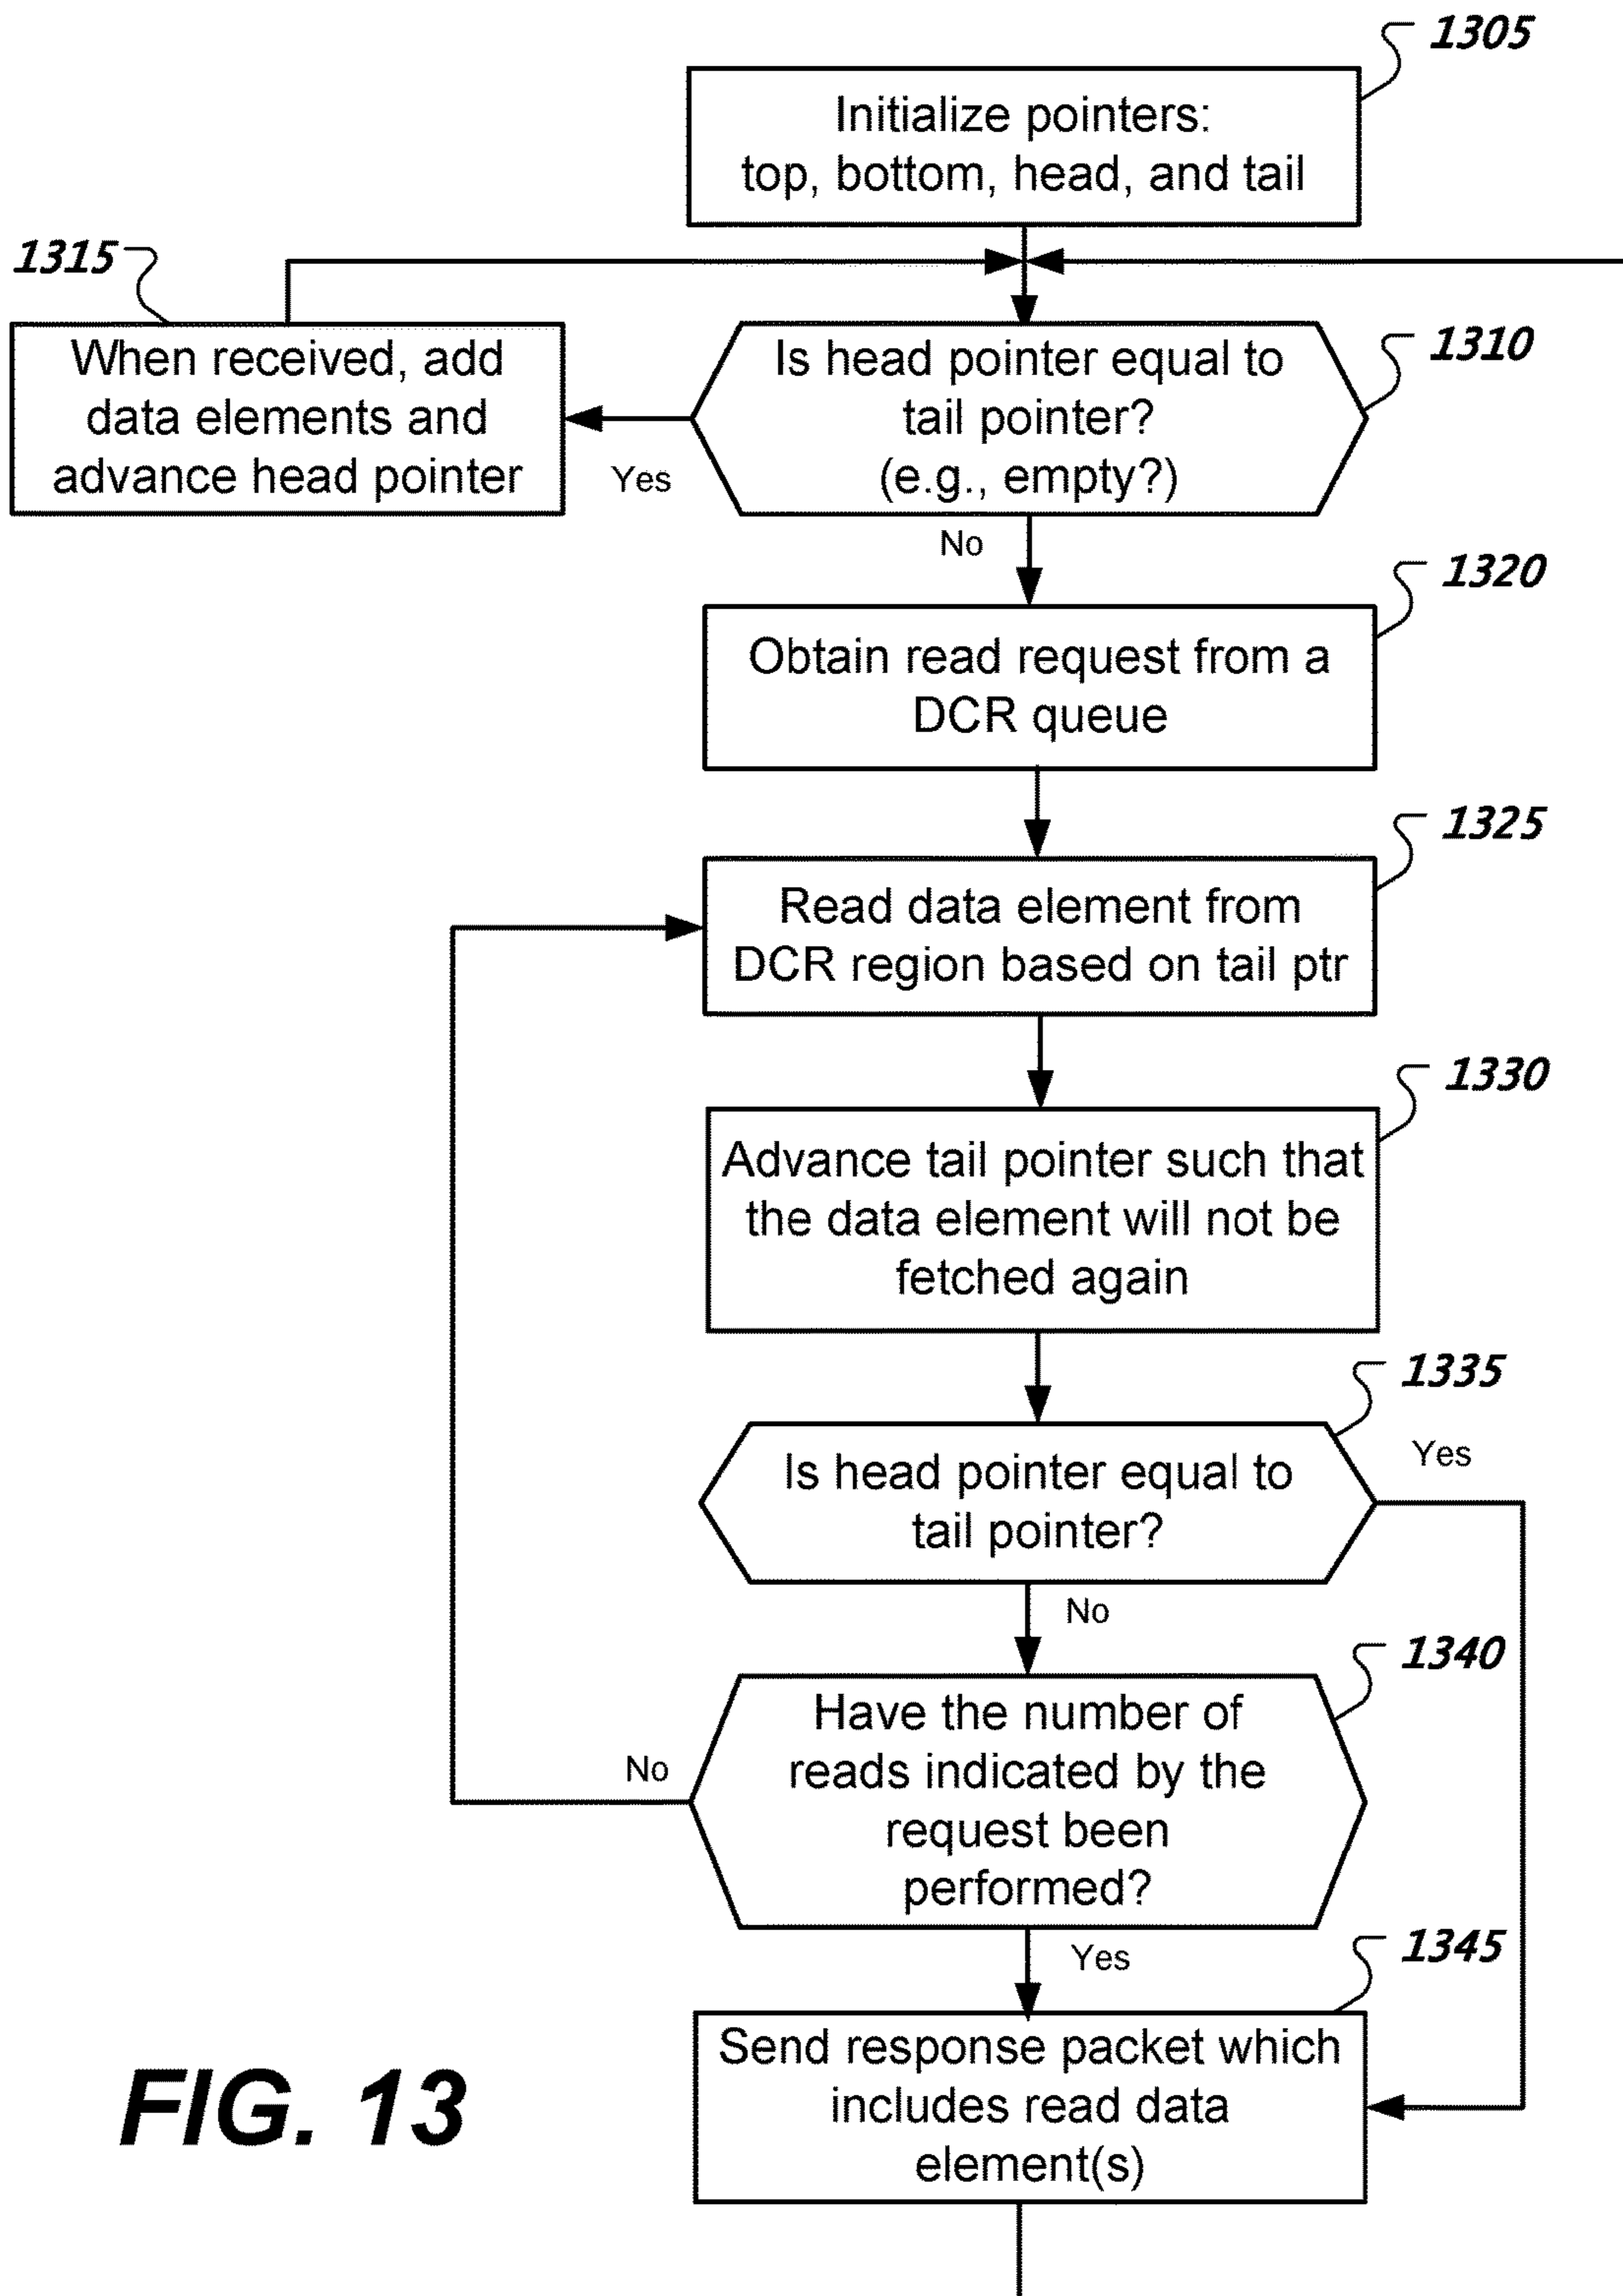 1305
Initialize pointers:
top, bottom, head, and tail
1315
When received, add
data elements and
advance head pointer
Yes
1310
Is head pointer equal to
tail pointer?
(e.g., empty?)
No
1320
Obtain read request from a
DCR queue
1325
Read data element from
DCR region based on tail ptr
1330
Advance tail pointer such that
the data element will not be
fetched again
1335
Is head pointer equal to
tail pointer?
Yes
No
1340
Have the number of
reads indicated by the
request been
performed?
No
Yes
1345
Send response packet which
includes read data
element(s)
FIG. 13